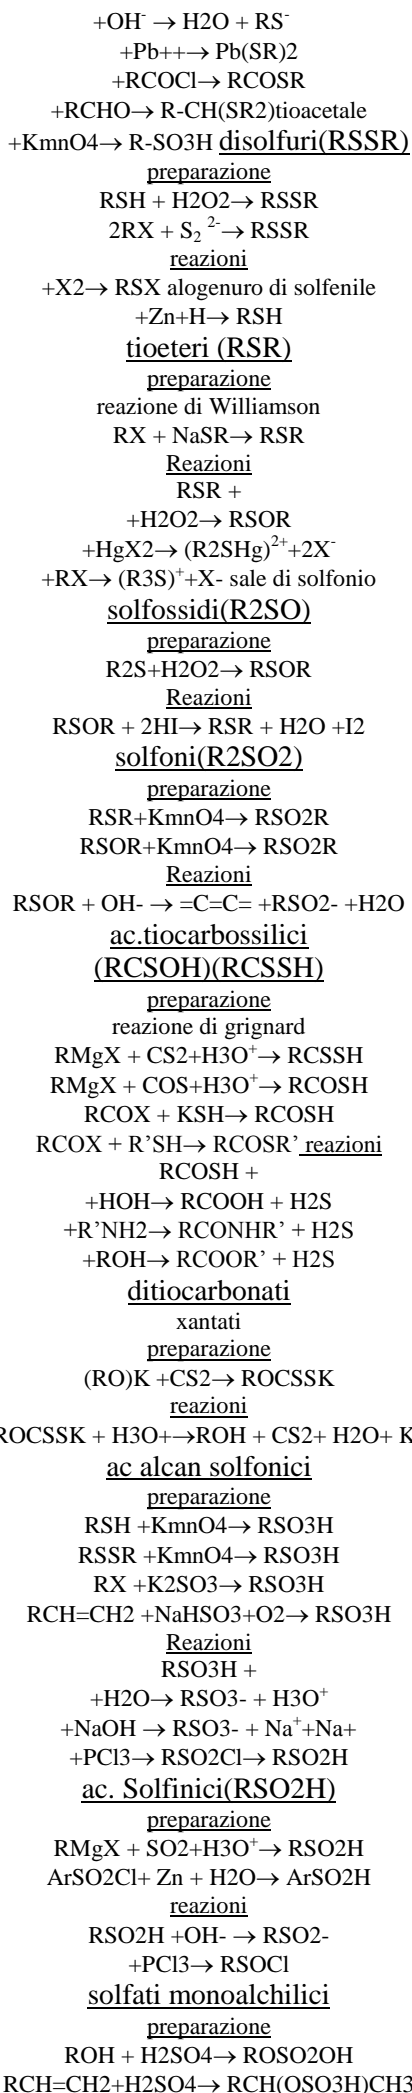 +OH⁻ → H2O + RS⁻
+Pb++→ Pb(SR)2
+RCOCl→ RCOSR
+RCHO→ R-CH(SR2)tioacetale
+KmnO4→ R-SO3H disolfuri(RSSR)
preparazione
RSH + H2O2→ RSSR
2RX + S₂ ²⁻→ RSSR
reazioni
+X2→ RSX alogenuro di solfenile
+Zn+H→ RSH
tioeteri (RSR)
preparazione
reazione di Williamson
RX + NaSR→ RSR
Reazioni
RSR +
+H2O2→ RSOR
+HgX2→ (R2SHg)²⁺+2X⁻
+RX→ (R3S)⁺+X- sale di solfonio
solfossidi(R2SO)
preparazione
R2S+H2O2→ RSOR
Reazioni
RSOR + 2HI→ RSR + H2O +I2
solfoni(R2SO2)
preparazione
RSR+KmnO4→ RSO2R
RSOR+KmnO4→ RSO2R
Reazioni
RSOR + OH- → =C=C= +RSO2- +H2O
ac.tiocarbossilici
(RCSOH)(RCSSH)
preparazione
reazione di grignard
RMgX + CS2+H3O⁺→ RCSSH
RMgX + COS+H3O⁺→ RCOSH
RCOX + KSH→ RCOSH
RCOX + R'SH→ RCOSR' reazioni
RCOSH +
+HOH→ RCOOH + H2S
+R'NH2→ RCONHR' + H2S
+ROH→ RCOOR' + H2S
ditiocarbonati
xantati
preparazione
(RO)K +CS2→ ROCSSK
reazioni
ROCSSK + H3O+→ROH + CS2+ H2O+ K
ac alcan solfonici
preparazione
RSH +KmnO4→ RSO3H
RSSR +KmnO4→ RSO3H
RX +K2SO3→ RSO3H
RCH=CH2 +NaHSO3+O2→ RSO3H
Reazioni
RSO3H +
+H2O→ RSO3- + H3O⁺
+NaOH → RSO3- + Na⁺+Na+
+PCl3→ RSO2Cl→ RSO2H
ac. Solfinici(RSO2H)
preparazione
RMgX + SO2+H3O⁺→ RSO2H
ArSO2Cl+ Zn + H2O→ ArSO2H
reazioni
RSO2H +OH- → RSO2-
+PCl3→ RSOCl
solfati monoalchilici
preparazione
ROH + H2SO4→ ROSO2OH
RCH=CH2+H2SO4→ RCH(OSO3H)CH3